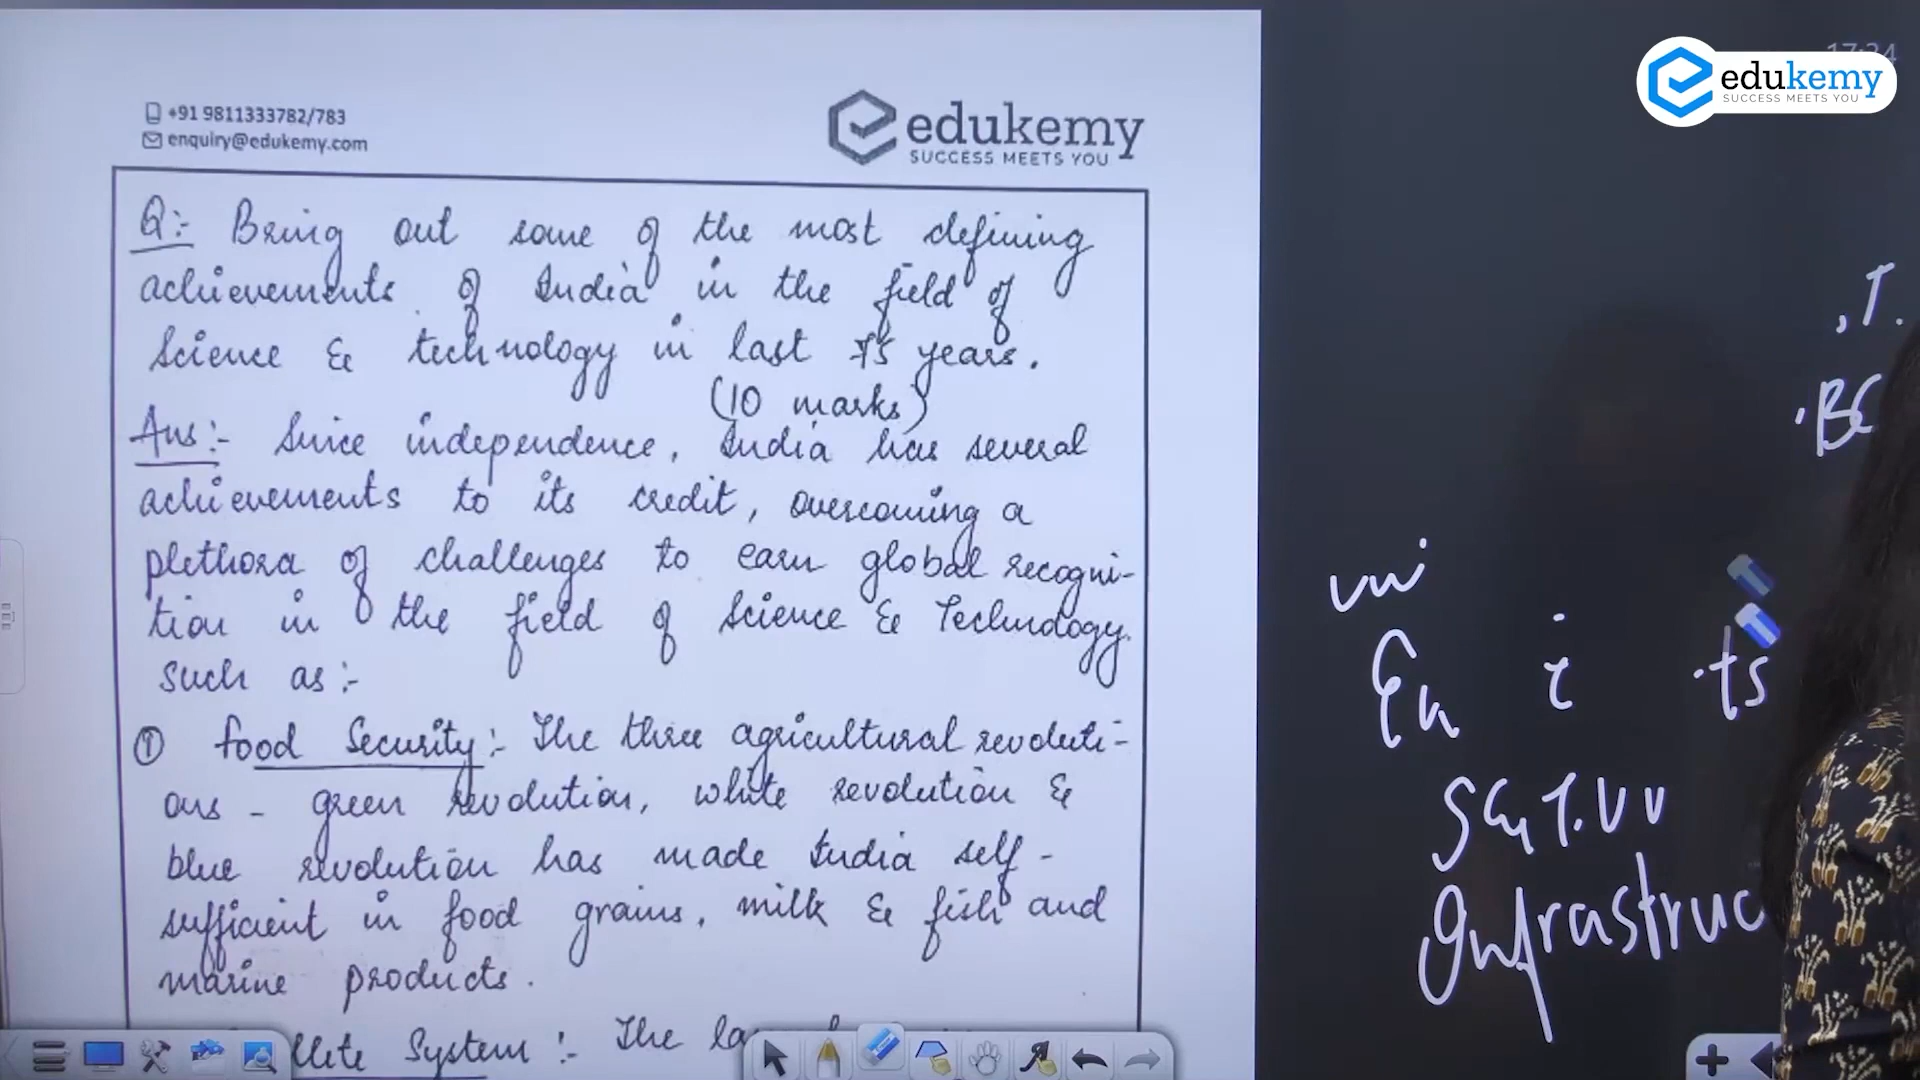 +91 9811333782/783
enquiry@edukemy.com
edukemy
SUCCESS MEETS YOU
Q:- Bring out some of the most defining
achievements of India in the field of
Science & technology in last 75 years.
(10 marks)
Ans:- Since independence, India has several
achievements to its credit, overcoming a
plethora of challenges to earn global recogni-
tion in the field of Science & Technology.
such as :-
① Food Security :- The three agricultural revoluti-
ons - green revolution, white revolution &
blue revolution has made India self-
sufficient in food grains, milk & fish and
marine products.
System :- The
17:34
edukemy
SUCCESS MEETS YOU
Infrastruc